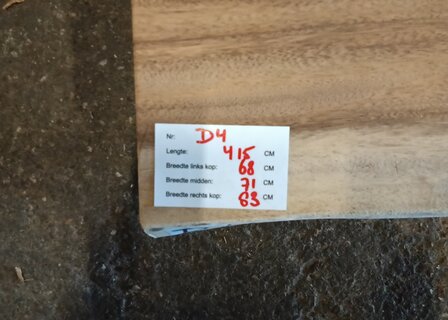 Nr: D4
Lengte: 415 CM
Breedte links kop: 68 CM
Breedte midden: 71 CM
Breedte rechts kop: 63 CM